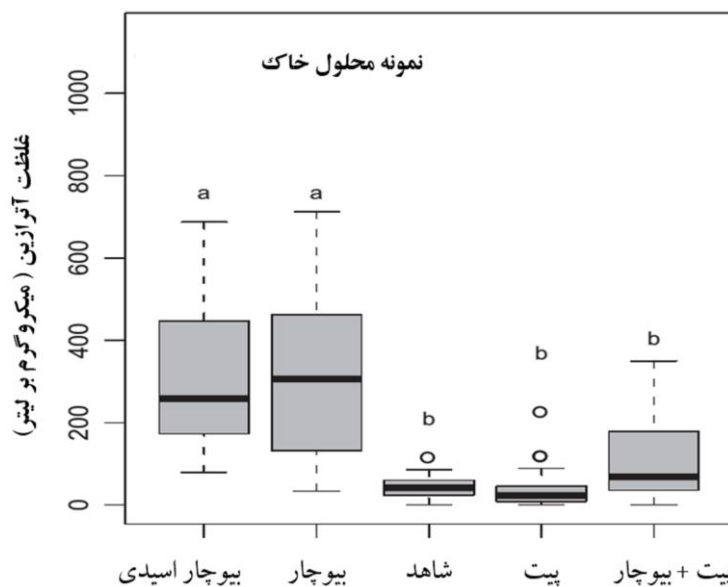 نمونه محلول خاک
غلظت آترازین (میکروگرم بر لیتر)
1000
800
600
400
200
0
a
a
b
b
b
بیوچار اسیدی
بیوچار
شاهد
پیت
یت + بیوچار